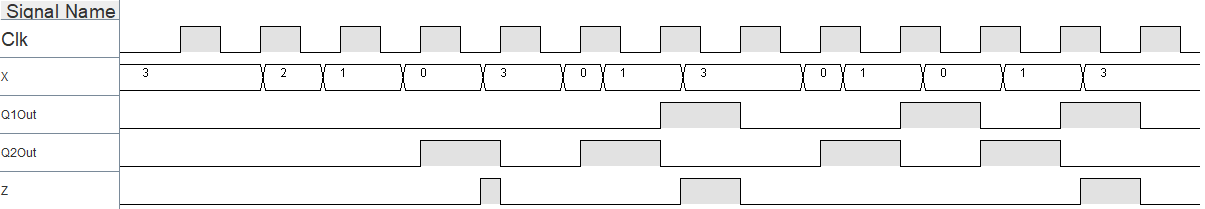 Signal Name
Clk
X 3 2 1 0 3 0 1 3 0 1 0 1 3
Q1Out
Q2Out
Z